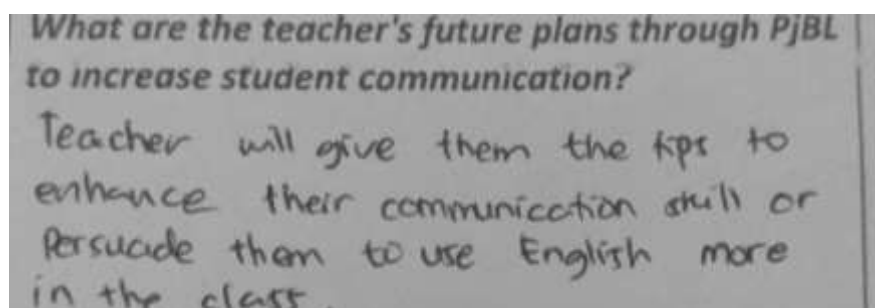 What are the teacher's future plans through PjBL
to increase student communication?
Teacher will give them the tips to
enhance their communication skill or
Persuade them to use English more
in the class.